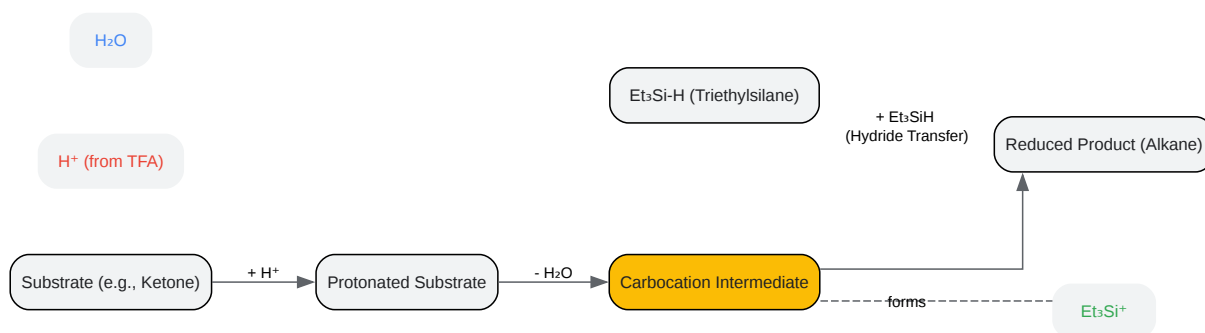 H₂O
Et₃Si-H (Triethylsilane)
+ Et₃SiH
(Hydride Transfer)
Reduced Product (Alkane)
H⁺ (from TFA)
Substrate (e.g., Ketone)
+ H⁺
Protonated Substrate
- H₂O
Carbocation Intermediate
forms
Et₃Si⁺